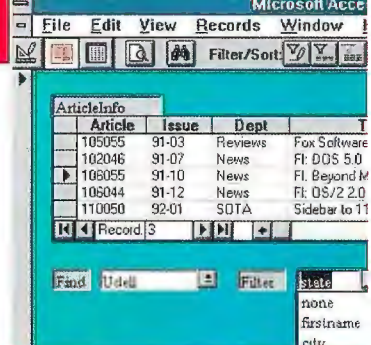 Microsoft Acce
File Edit View Records Window
Filter/Sort:
ArticleInfo
Article Issue Dept T
105055 91-03 Reviews Fox Software
102046 91-07 News FI: DOS 5.0
106055 91-10 News FI. Beyond M
106044 91-12 News FI: OS/2 2.0
110050 92-01 SOTA Sidebar to 11
Record: 3
Find Udell Filter state
none
firstname
city